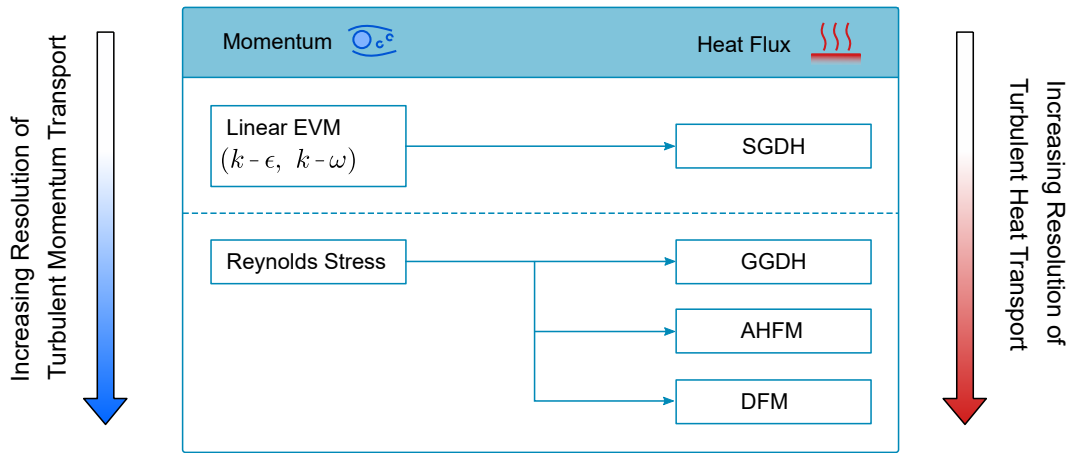 Momentum
Heat Flux
Increasing Resolution of
Turbulent Momentum Transport
Linear EVM
(k - ϵ, k - ω)
SGDH
Reynolds Stress
GGDH
AHFM
DFM
Increasing Resolution of
Turbulent Heat Transport